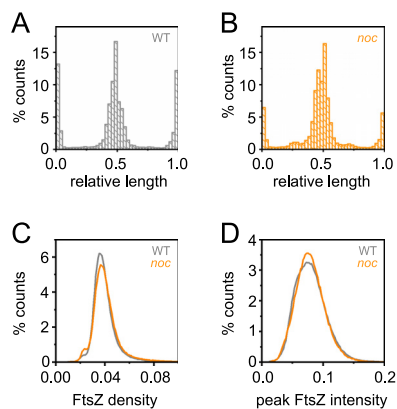 A
B
WT
noc
% counts
15
10
5
0
0.0
0.5
1.0
relative length
% counts
15
10
5
0
0.0
0.5
1.0
relative length
C
D
WT
noc
WT
noc
% counts
6
4
2
0
0.00
0.04
0.08
FtsZ density
% counts
4
3
2
1
0
0.0
0.1
0.2
peak FtsZ intensity